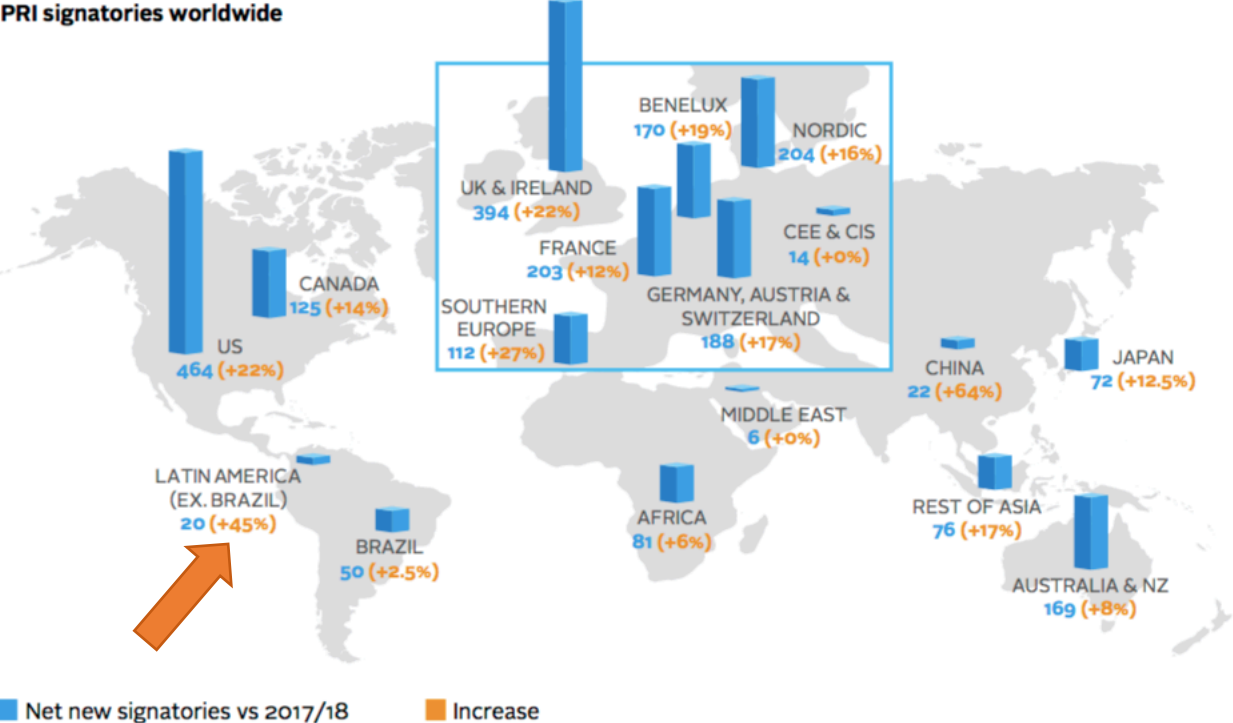 PRI signatories worldwide
BENELUX
170 (+19%)
NORDIC
204 (+16%)
UK & IRELAND
394 (+22%)
CEE & CIS
14 (+0%)
FRANCE
203 (+12%)
CANADA
125 (+14%)
GERMANY, AUSTRIA &
SWITZERLAND
188 (+17%)
SOUTHERN
EUROPE
112 (+27%)
US
464 (+22%)
CHINA
22 (+64%)
JAPAN
72 (+12.5%)
MIDDLE EAST
6 (+0%)
LATIN AMERICA
(EX. BRAZIL)
20 (+45%)
BRAZIL
50 (+2.5%)
AFRICA
81 (+6%)
REST OF ASIA
76 (+17%)
AUSTRALIA & NZ
169 (+8%)
Net new signatories vs 2017/18
Increase